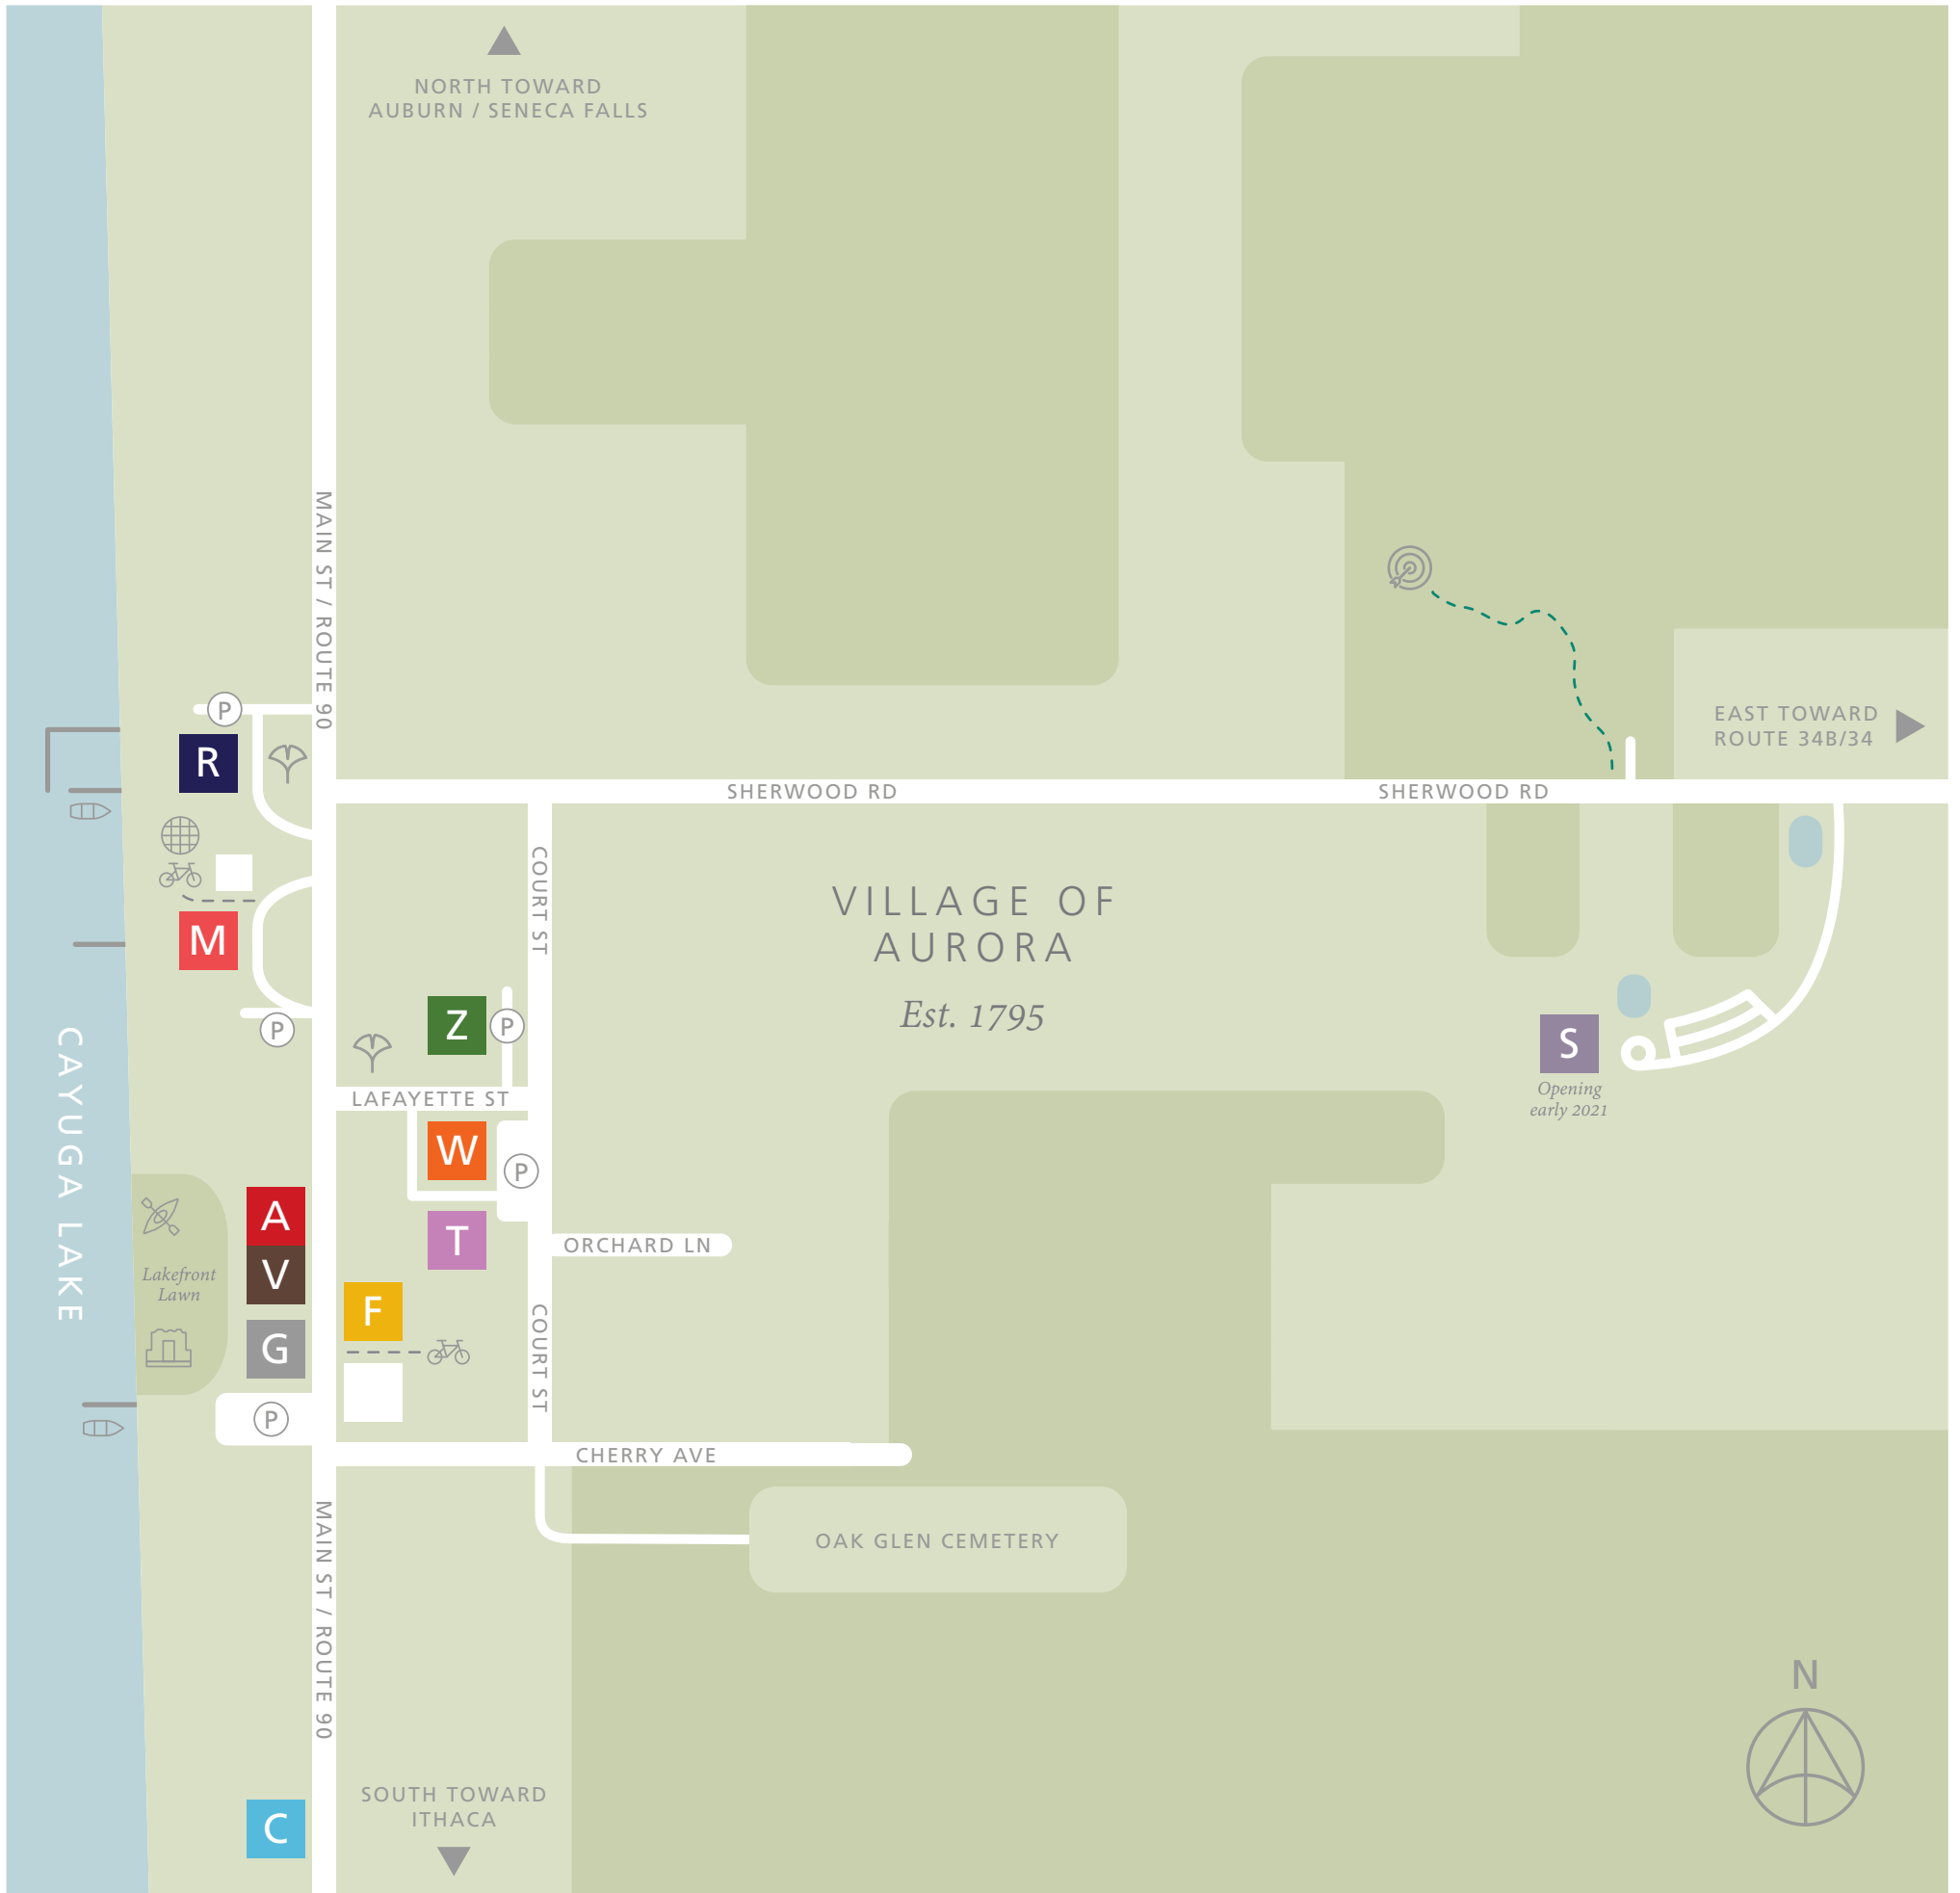 NORTH TOWARD
AUBURN / SENECA FALLS
MAIN ST / ROUTE 90
P
R
EAST TOWARD
ROUTE 34B/34
SHERWOOD RD
SHERWOOD RD
COURT ST
VILLAGE OF
AURORA
Est. 1795
M
P
Z
P
S
Opening
early 2021
CAYUGA LAKE
LAFAYETTE ST
W
P
A
T
ORCHARD LN
V
Lakefront
Lawn
F
G
COURT ST
P
CHERRY AVE
OAK GLEN CEMETERY
MAIN ST / ROUTE 90
N
SOUTH TOWARD
ITHACA
C